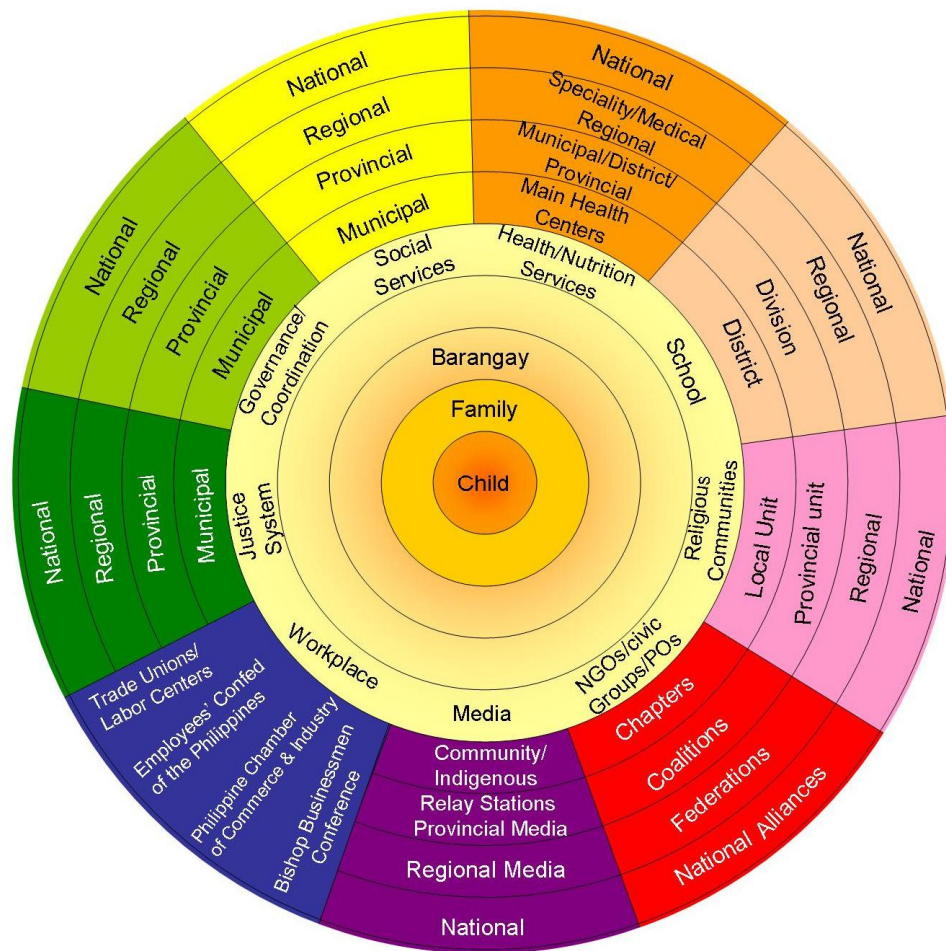 National
Regional
Provincial
Municipal
Social
Services
National
Speciality/Medical
Regional
Municipal/District/
Provincial
Main Health
Centers
Health/Nutrition
Services
National
Regional
Division
District
School
National
Regional
Provincial unit
Local Unit
Religious
Communities
National Alliances
Federations
Coalitions
Chapters
NGOs/civic
Groups/POs
Media
Community/
Indigenous
Relay Stations
Provincial Media
Regional Media
National
Workplace
Trade Unions/
Labor Centers
Employees' Confed
of the Philippines
Philippine Chamber
of Commerce & Industry
Bishop Businessmen
Conference
National
Regional
Provincial
Municipal
Justice
System
National
Regional
Provincial
Municipal
Governance/
Coordination
Barangay
Family
Child